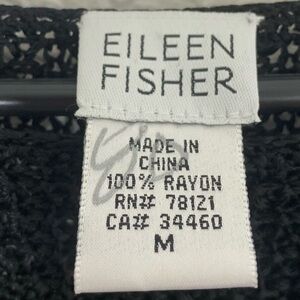 EILEEN
FISHER
MADE IN
CHINA
100% RAYON
RN# 78121
CA# 34460
M